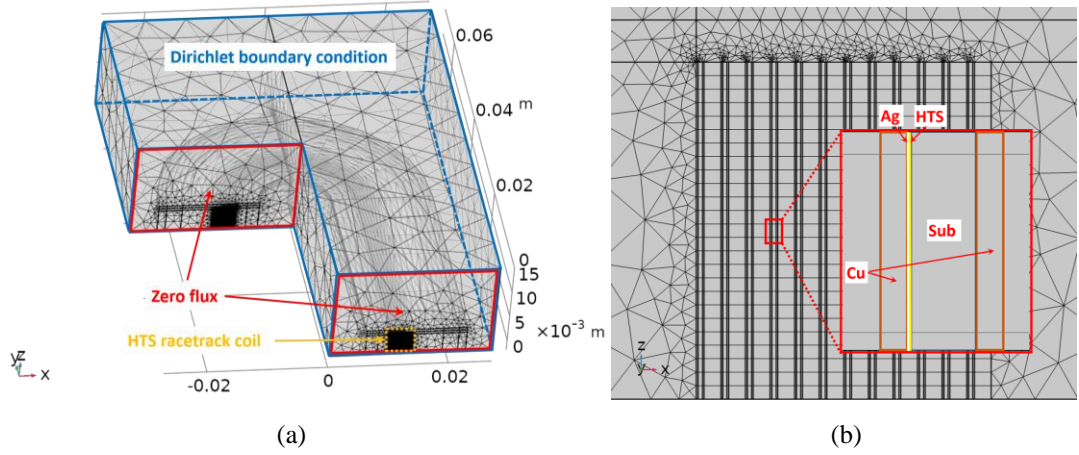 Dirichlet boundary condition
0.06
m
0.04
0.02
0
15
10
5
0
×10⁻³ m
Zero flux
HTS racetrack coil
-0.02
0
0.02
y z
x
(a)
Ag
HTS
Sub
Cu
z
y
x
(b)